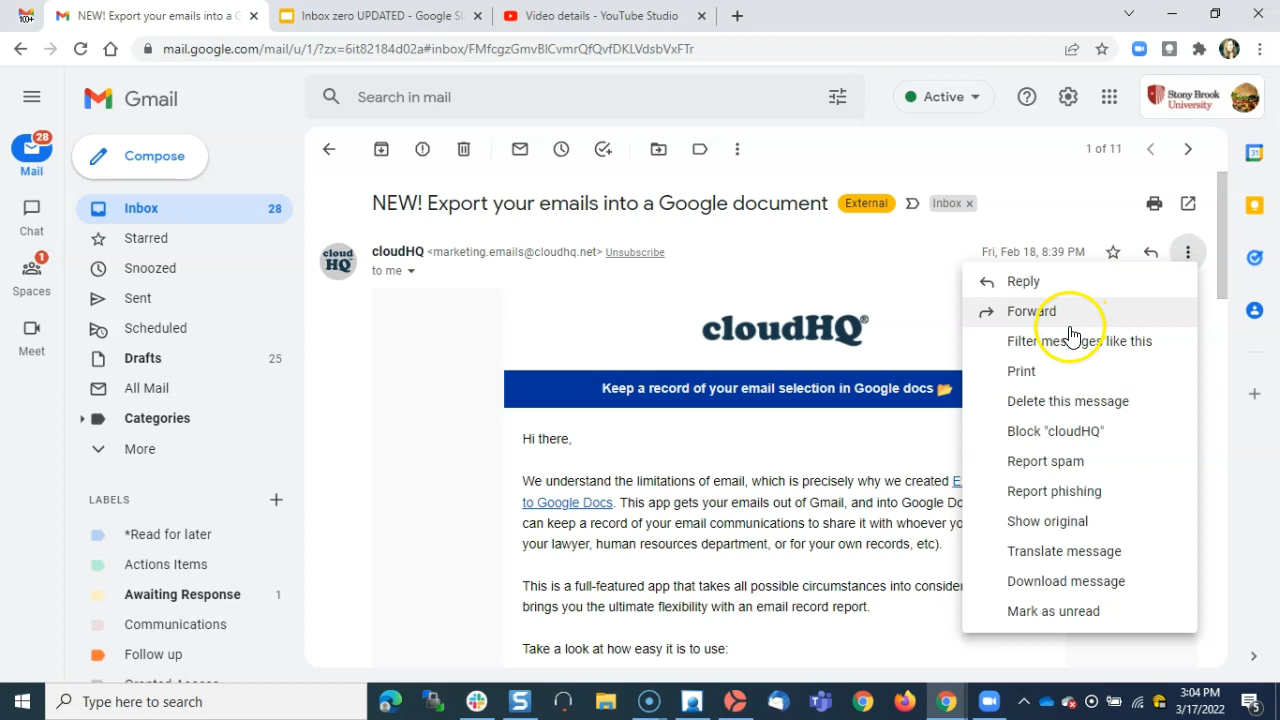 100+
NEW! Export your emails into a G
Inbox zero UPDATED - Google Sl
Video details - YouTube Studio
mail.google.com/mail/u/1/?zx=6it82184d02a#inbox/FMfcgzGmvBlCvmrQfQvfDKLVdsbVxFTr
Gmail
Search in mail
Active
Stony Brook
University
28
Mail
Compose
1 of 11
NEW! Export your emails into a Google document
External
Inbox ×
Inbox 28
Chat
Starred
cloud
HQ
cloudHQ <marketing.emails@cloudhq.net> Unsubscribe
Fri, Feb 18, 8:39 PM
to me
1
Spaces
Snoozed
Reply
Sent
Forward
cloudHQ®
Scheduled
Filter messages like this
Meet
Drafts 25
Print
All Mail
Keep a record of your email selection in Google docs
Delete this message
Categories
Block "cloudHQ"
Hi there,
More
Report spam
We understand the limitations of email, which is precisely why we created E
Report phishing
LABELS
to Google Docs. This app gets your emails out of Gmail, and into Google Do
Show original
can keep a record of your email communications to share it with whoever yo
*Read for later
your lawyer, human resources department, or for your own records, etc).
Translate message
Actions Items
This is a full-featured app that takes all possible circumstances into consider
Download message
Awaiting Response 1
brings you the ultimate flexibility with an email record report.
Mark as unread
Communications
Take a look at how easy it is to use:
Follow up
Type here to search
3:04 PM
3/17/2022
5